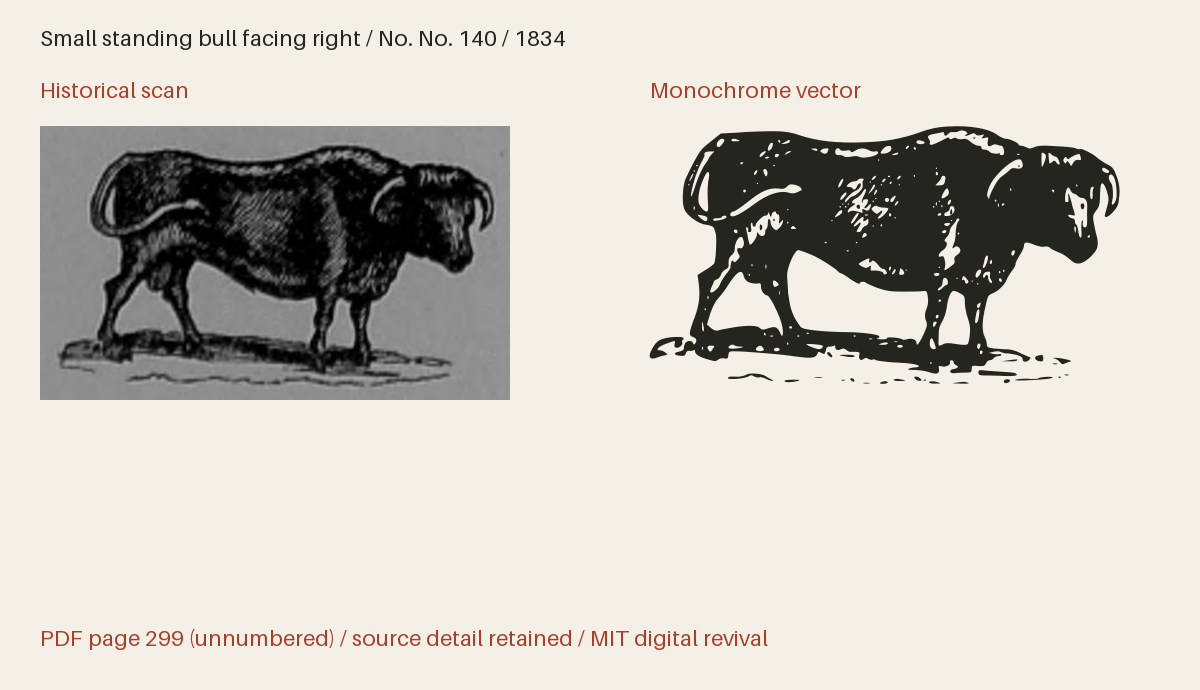 Small standing bull facing right / No. No. 140 / 1834
Historical scan
Monochrome vector
PDF page 299 (unnumbered) / source detail retained / MIT digital revival